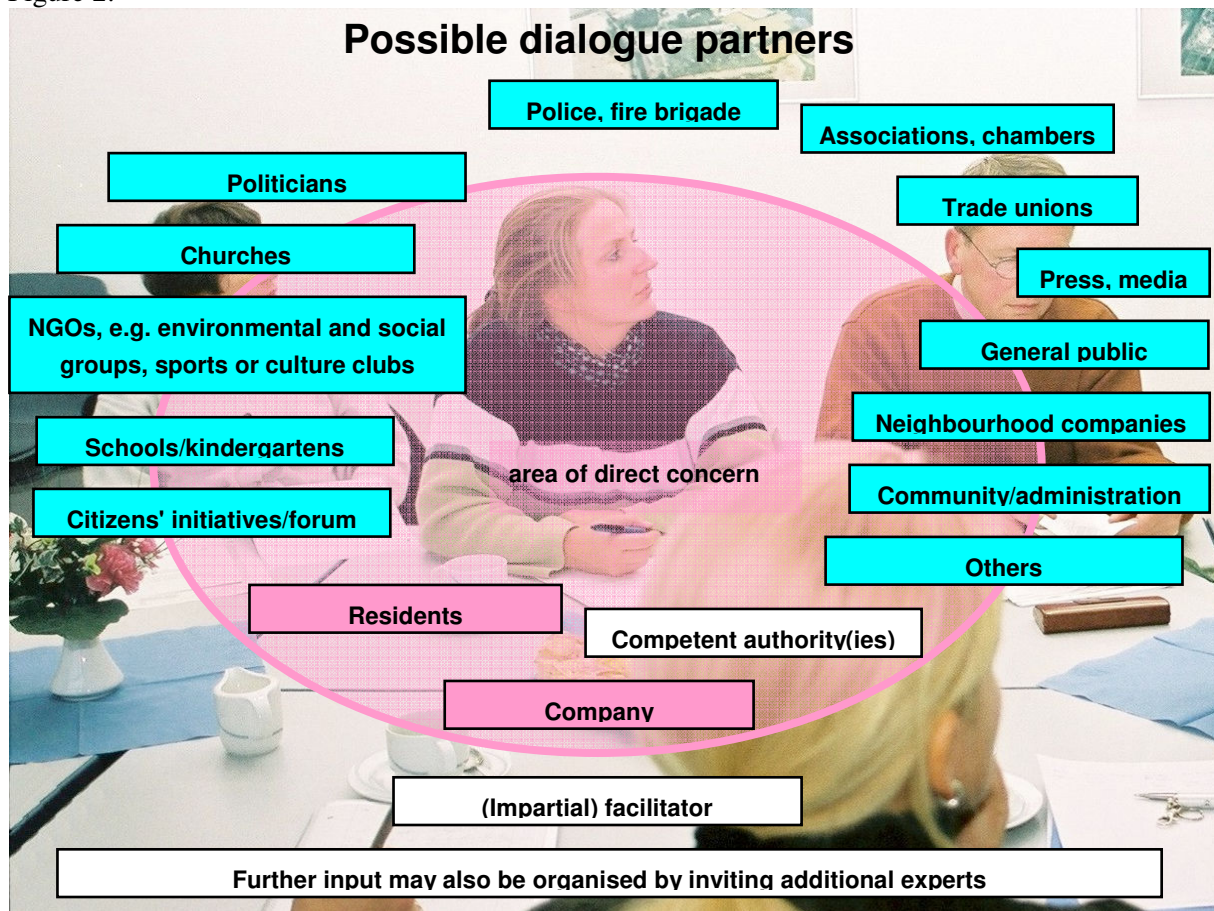 Possible dialogue partners
Police, fire brigade
Associations, chambers
Politicians
Trade unions
Churches
Press, media
NGOs, e.g. environmental and social
groups, sports or culture clubs
General public
Neighbourhood companies
Schools/kindergartens
area of direct concern
Community/administration
Citizens' initiatives/forum
Others
Residents
Competent authority(ies)
Company
(Impartial) facilitator
Further input may also be organised by inviting additional experts